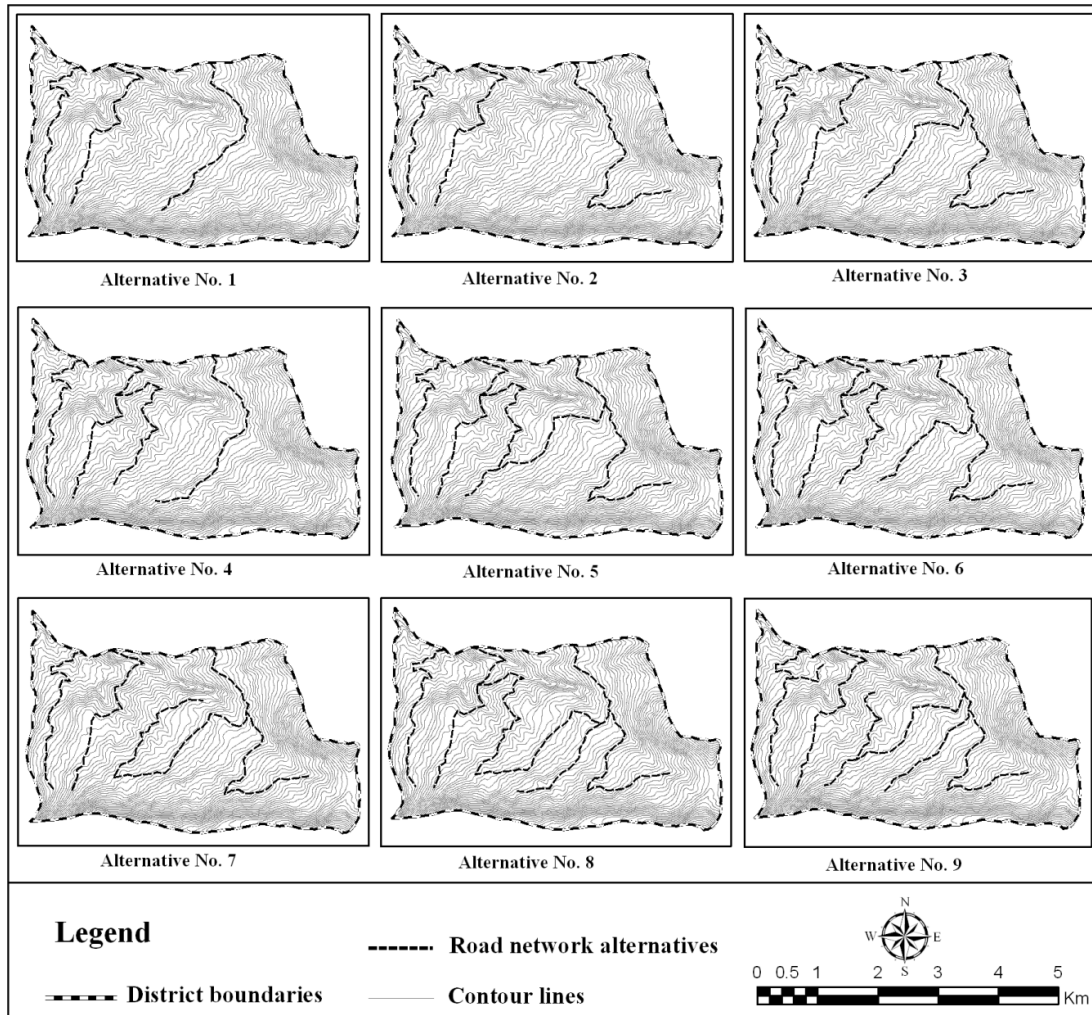 Alternative No. 1
Alternative No. 2
Alternative No. 3
Alternative No. 4
Alternative No. 5
Alternative No. 6
Alternative No. 7
Alternative No. 8
Alternative No. 9
Legend
Road network alternatives
District boundaries
Contour lines
N
W E
S
0 0.5 1 2 3 4 5
Km